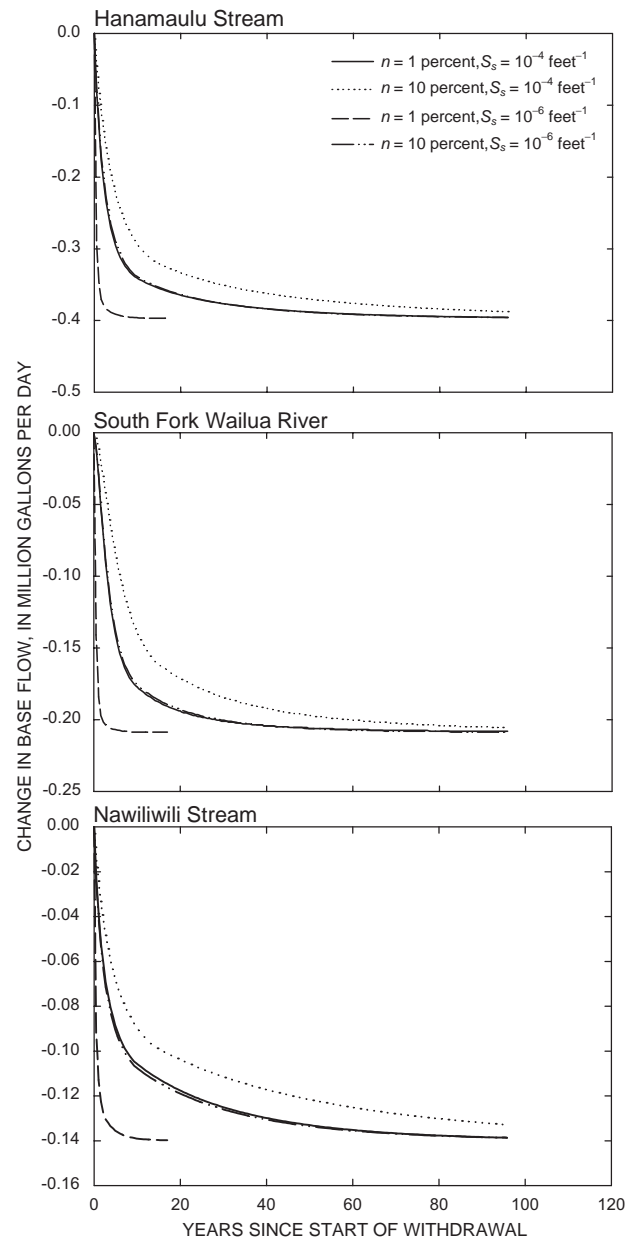 Hanamaulu Stream
0.0
-0.1
-0.2
-0.3
-0.4
-0.5
n = 1 percent, Sₛ = 10⁻⁴ feet⁻¹
n = 10 percent, Sₛ = 10⁻⁴ feet⁻¹
n = 1 percent, Sₛ = 10⁻⁶ feet⁻¹
n = 10 percent, Sₛ = 10⁻⁶ feet⁻¹
CHANGE IN BASE FLOW, IN MILLION GALLONS PER DAY
South Fork Wailua River
0.00
-0.05
-0.10
-0.15
-0.20
-0.25
Nawiliwili Stream
0.00
-0.02
-0.04
-0.06
-0.08
-0.10
-0.12
-0.14
-0.16
0 20 40 60 80 100 120
YEARS SINCE START OF WITHDRAWAL